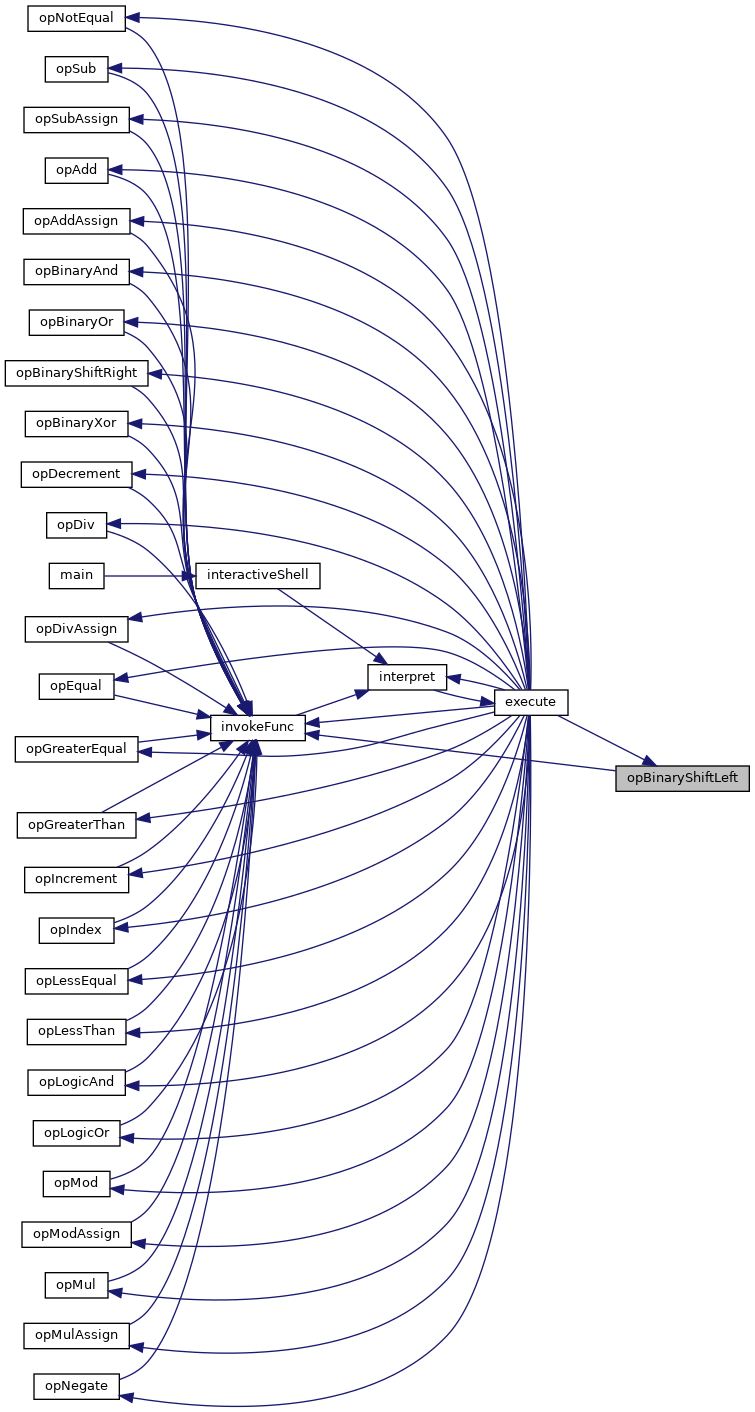 opNotEqual
opSub
opSubAssign
opAdd
opAddAssign
opBinaryAnd
opBinaryOr
opBinaryShiftRight
opBinaryXor
opDecrement
opDiv
main
interactiveShell
opDivAssign
interpret
opEqual
execute
invokeFunc
opGreaterEqual
opBinaryShiftLeft
opGreaterThan
opIncrement
opIndex
opLessEqual
opLessThan
opLogicAnd
opLogicOr
opMod
opModAssign
opMul
opMulAssign
opNegate